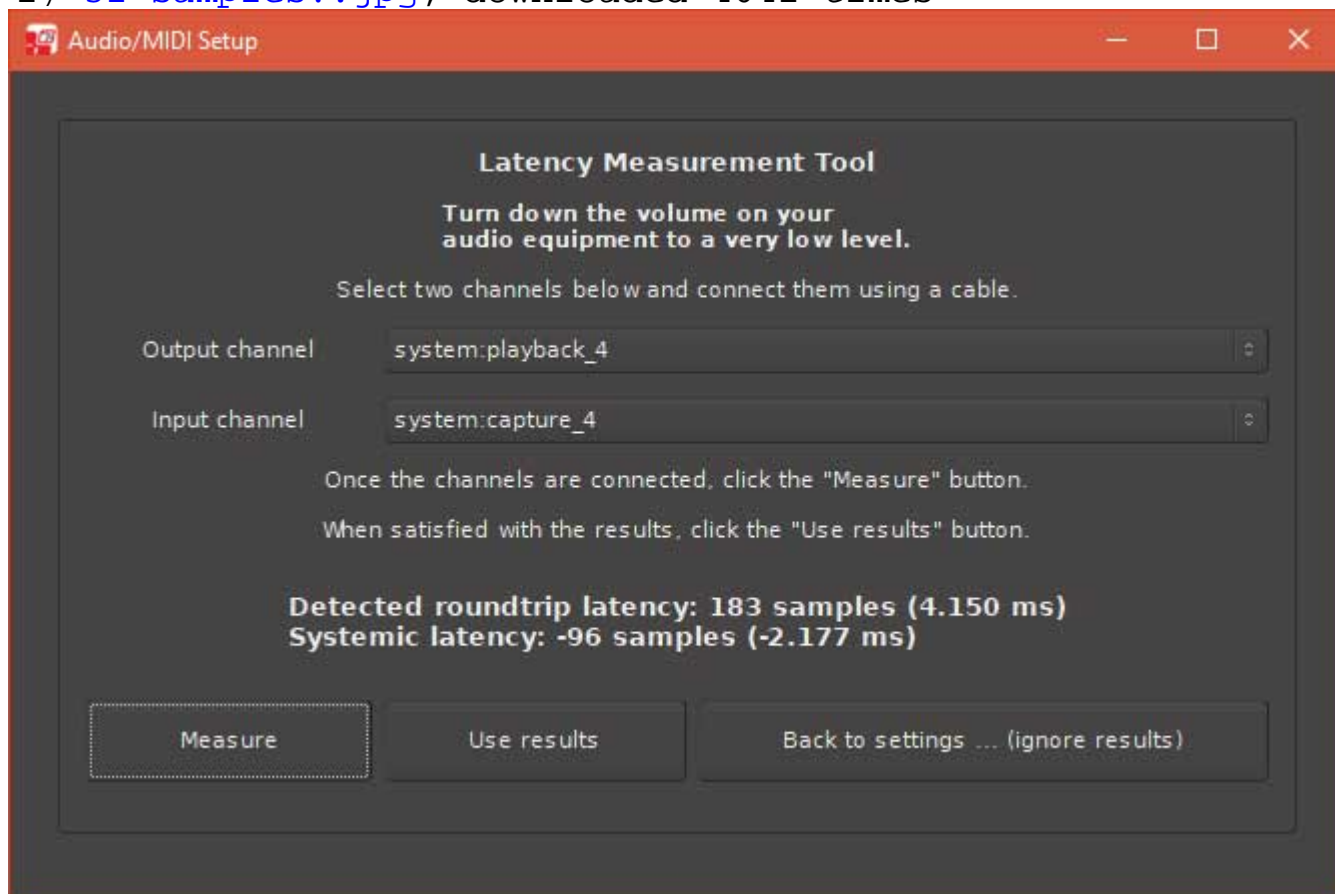 Audio/MIDI Setup
Latency Measurement Tool
Turn down the volume on your
audio equipment to a very low level.
Select two channels below and connect them using a cable.
Output channel system:playback_4
Input channel system:capture_4
Once the channels are connected, click the "Measure" button.
When satisfied with the results, click the "Use results" button.
Detected roundtrip latency: 183 samples (4.150 ms)
Systemic latency: -96 samples (-2.177 ms)
Measure Use results Back to settings ... (ignore results)